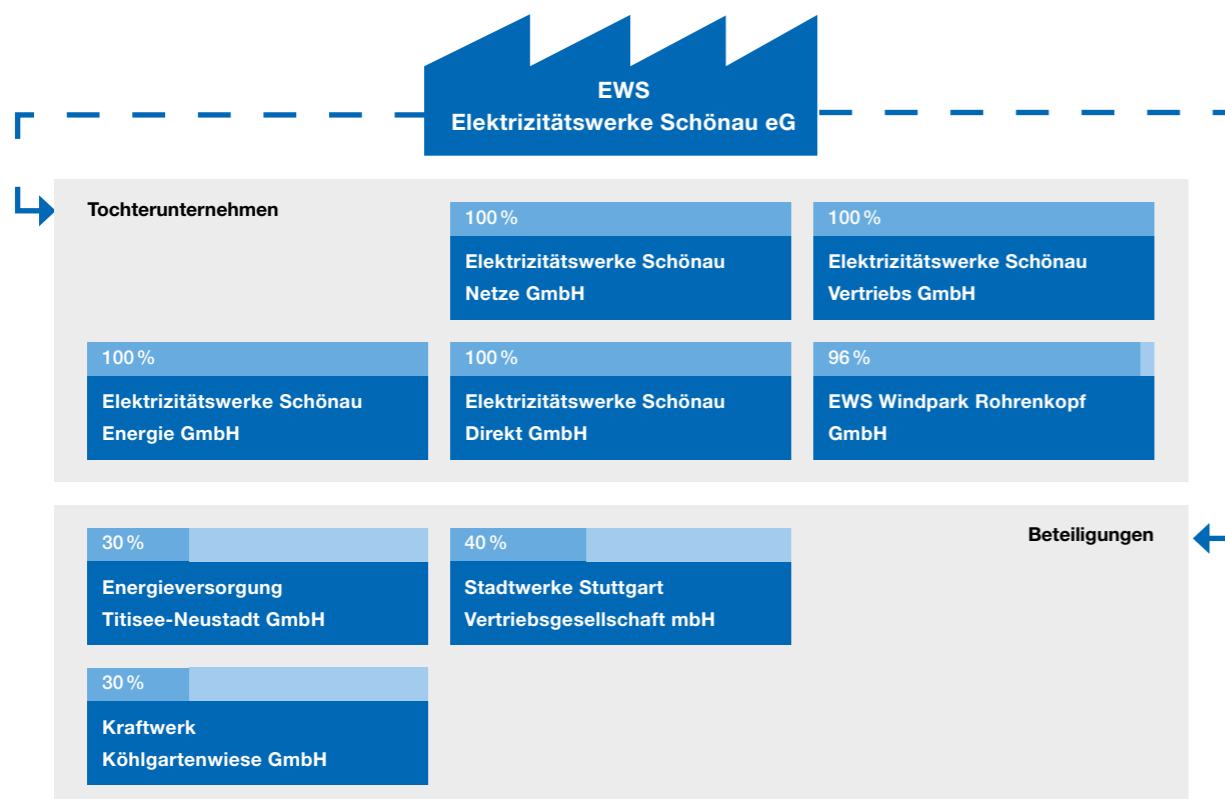 EWS
Elektrizitätswerke Schönau eG
Tochterunternehmen
100 %
Elektrizitätswerke Schönau
Netze GmbH
100 %
Elektrizitätswerke Schönau
Vertriebs GmbH
100 %
Elektrizitätswerke Schönau
Energie GmbH
100 %
Elektrizitätswerke Schönau
Direkt GmbH
96 %
EWS Windpark Rohrenkopf
GmbH
Beteiligungen
30 %
Energieversorgung
Titisee-Neustadt GmbH
40 %
Stadtwerke Stuttgart
Vertriebsgesellschaft mbH
30 %
Kraftwerk
Köhlgartenwiese GmbH